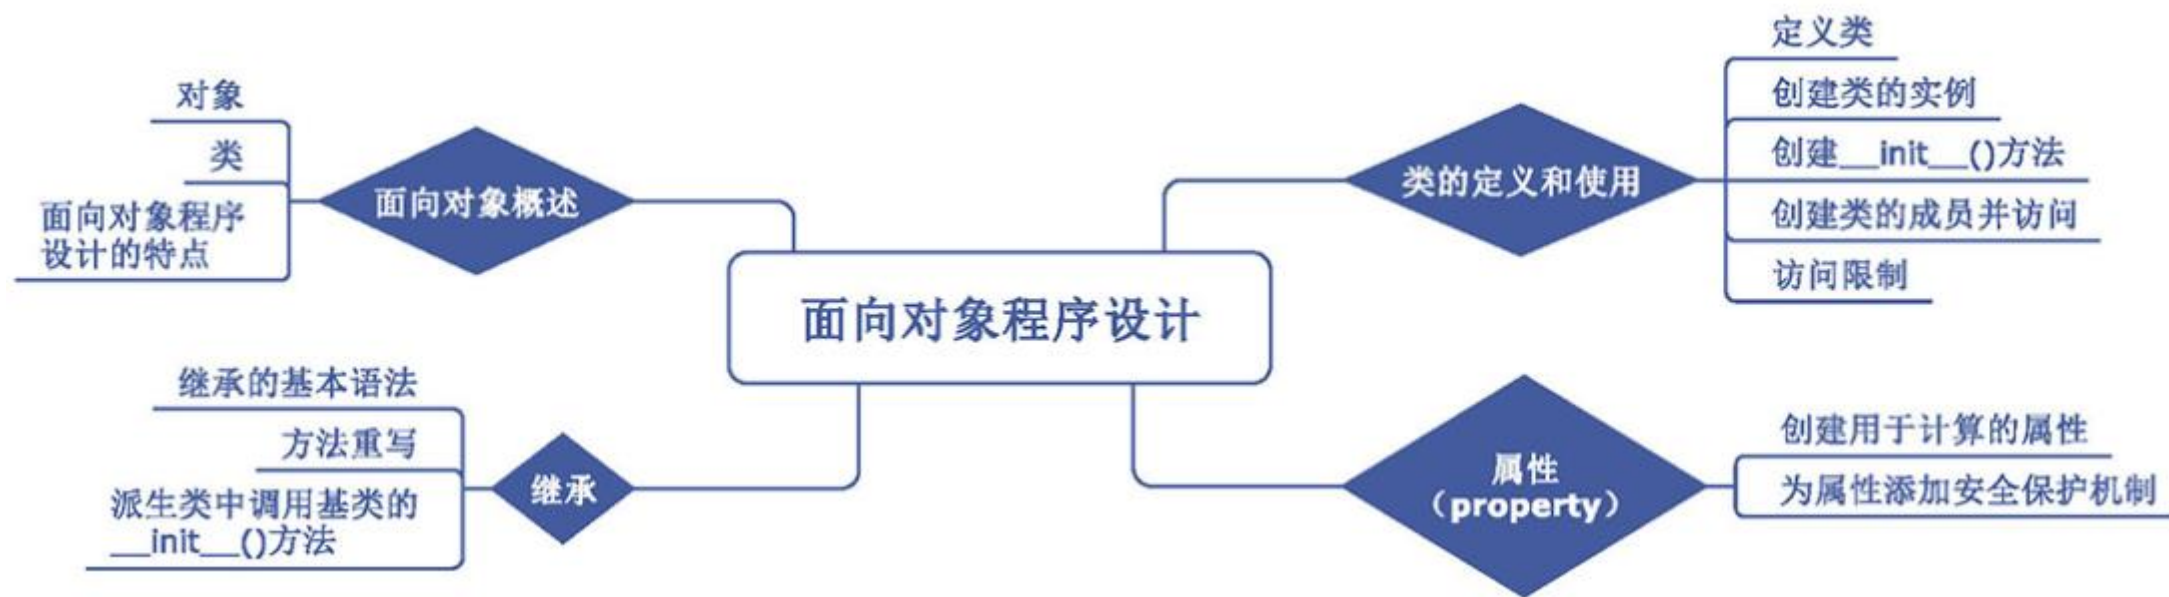 面向对象程序设计
面向对象概述
对象
类
面向对象程序
设计的特点
类的定义和使用
定义类
创建类的实例
创建__init__()方法
创建类的成员并访问
访问限制
继承
继承的基本语法
方法重写
派生类中调用基类的
__init__()方法
属性
（property）
创建用于计算的属性
为属性添加安全保护机制